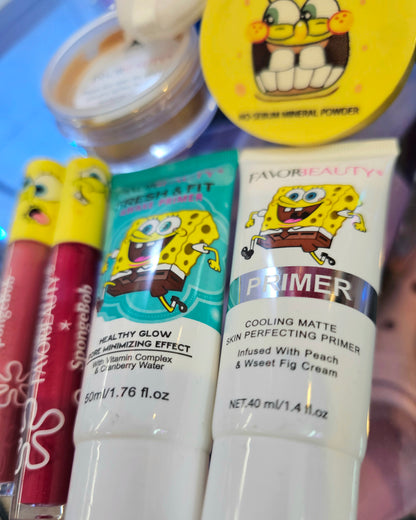 NO-SEBUM MINERAL POWDER
FAVORBEAUTY
FRESH & FIT
HEALTHY GLOW
PORE MINIMIZING EFFECT
With Vitamin Complex
& Cranberry Water
50ml/1.76 fl.oz
FAVORBEAUTY
PRIMER
COOLING MATTE
SKIN PERFECTING PRIMER
Infused With Peach
& Wseet Fig Cream
NET.40 ml/1.4 fl.oz
FAVORBEAUTY
SpongeBob